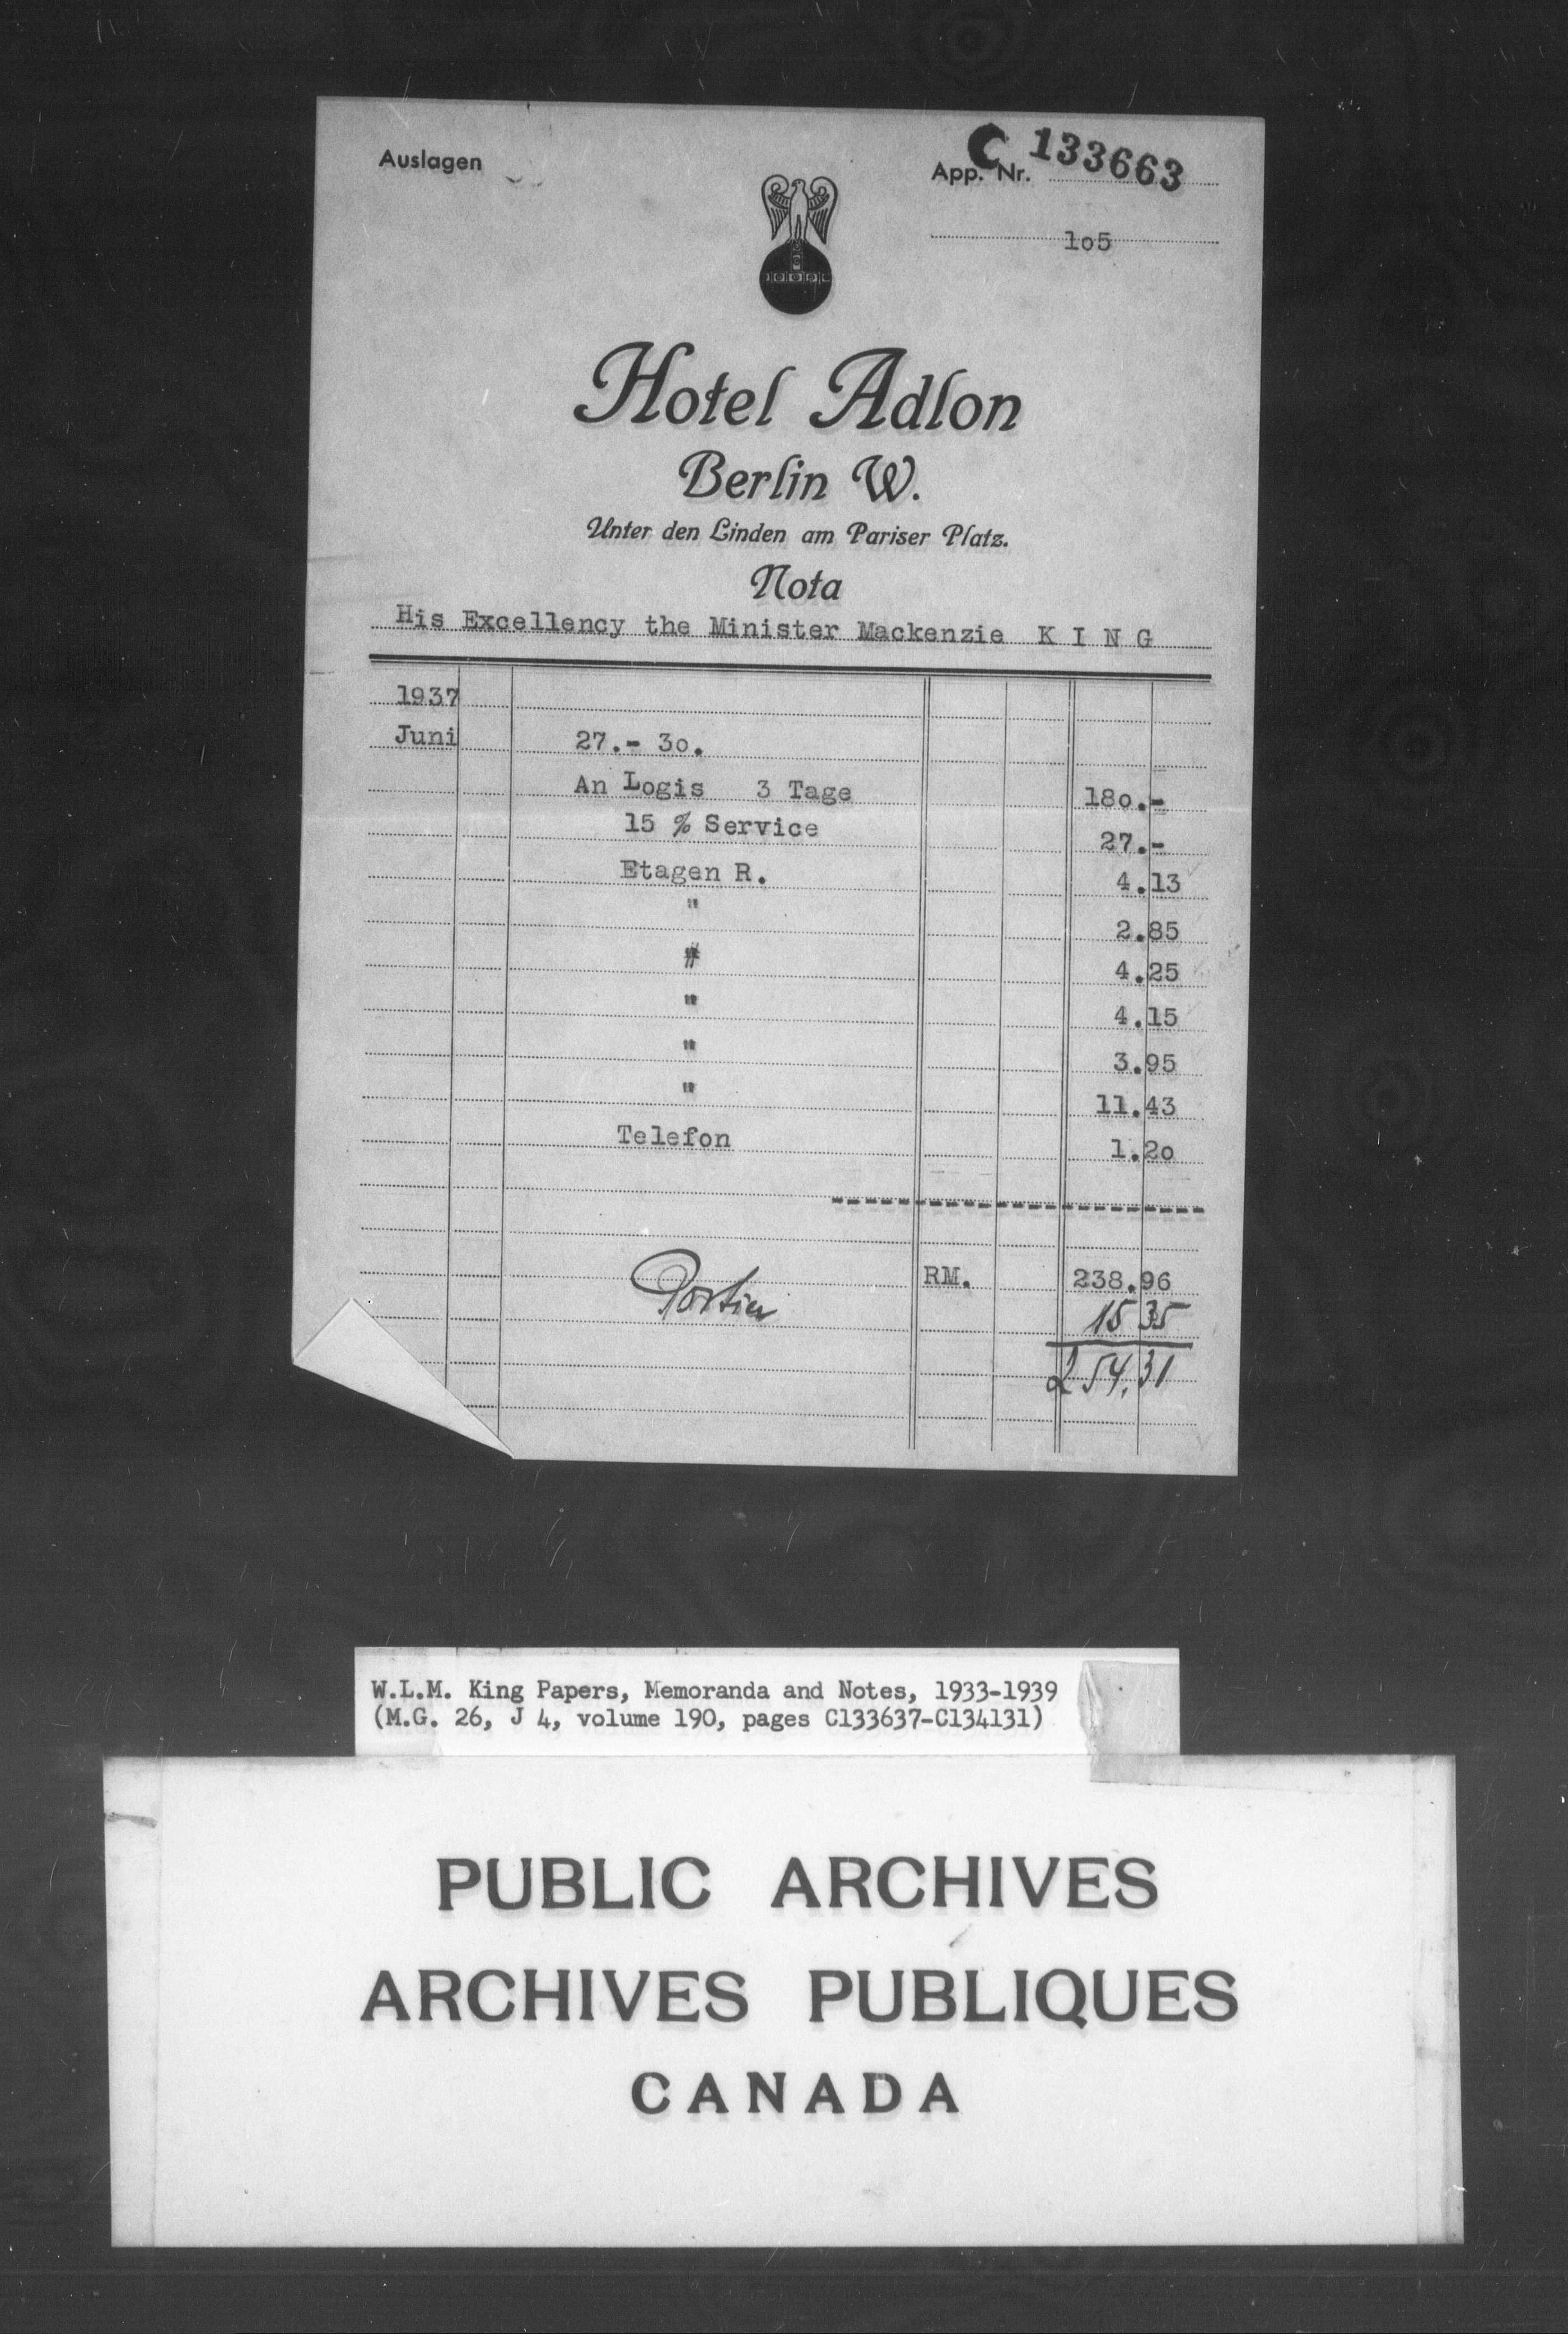 Auslagen
C 133663
App. Nr.
1o5
Hotel Adlon
Berlin W.
Unter den Linden am Pariser Platz.
Nota
His Excellency the Minister Mackenzie K I N G
1937
Juni 27.- 3o.
An Logis 3 Tage 18o.-
15 % Service 27.-
Etagen R. 4.13
" 2.85
" 4.25
" 4.15
" 3.95
" 11.43
Telefon 1.2o
RM. 238.96
Portier 15 35
254.31
W.L.M. King Papers, Memoranda and Notes, 1933-1939
(M.G. 26, J 4, volume 190, pages C133637-C134131)
PUBLIC ARCHIVES
ARCHIVES PUBLIQUES
CANADA